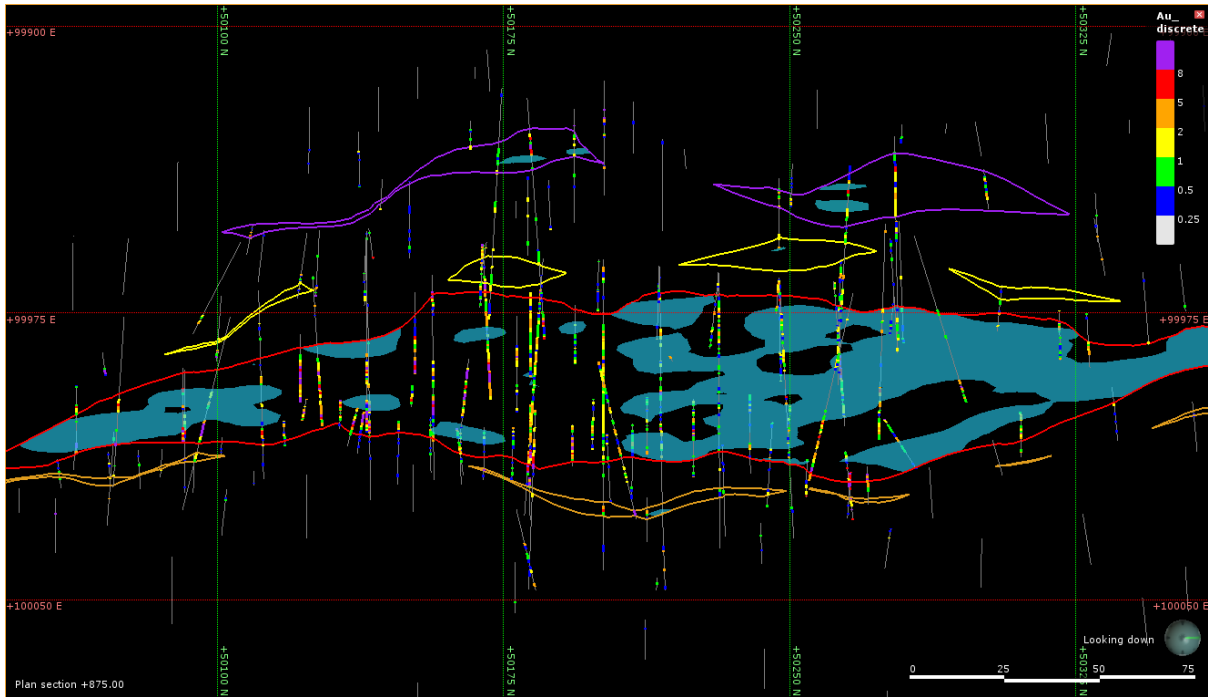 +50100 N
+50175 N
+50250 N
+50325 N
Au_
discrete
8
5
2
1
0.5
0.25
+99900 E
+99975 E
+99975 E
+100050 E
+100050 E
Looking down
0
25
50
75
Plan section +875.00
+50100 N
+50175 N
+50250 N
+50325 N